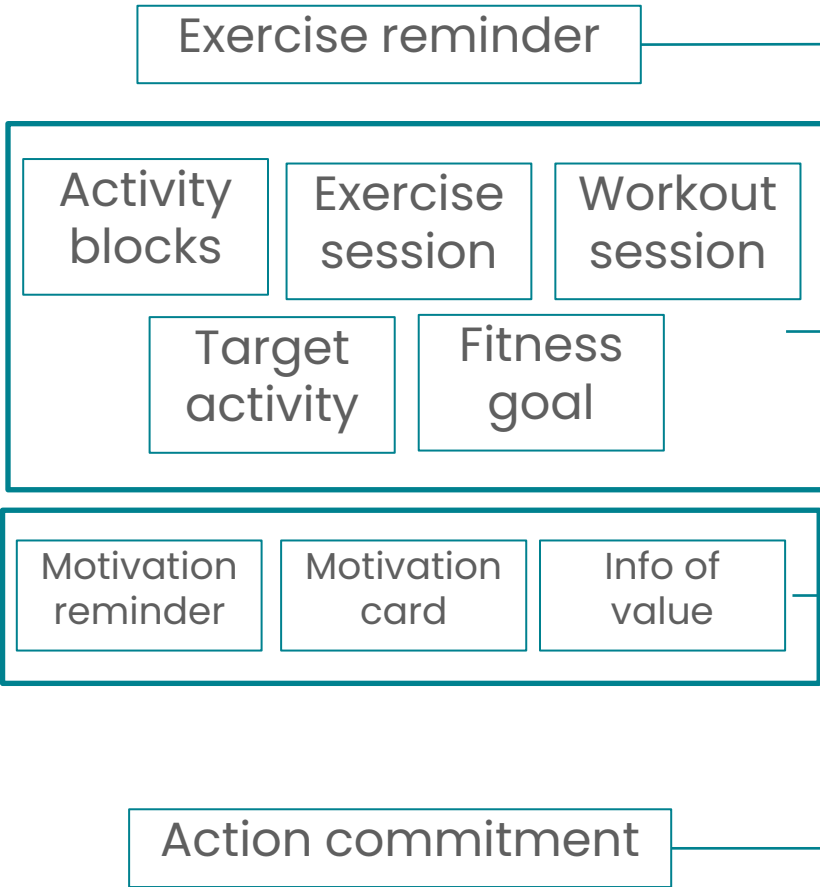 Exercise reminder
Activity
blocks
Exercise
session
Workout
session
Target
activity
Fitness
goal
Motivation
reminder
Motivation
card
Info of
value
Action commitment